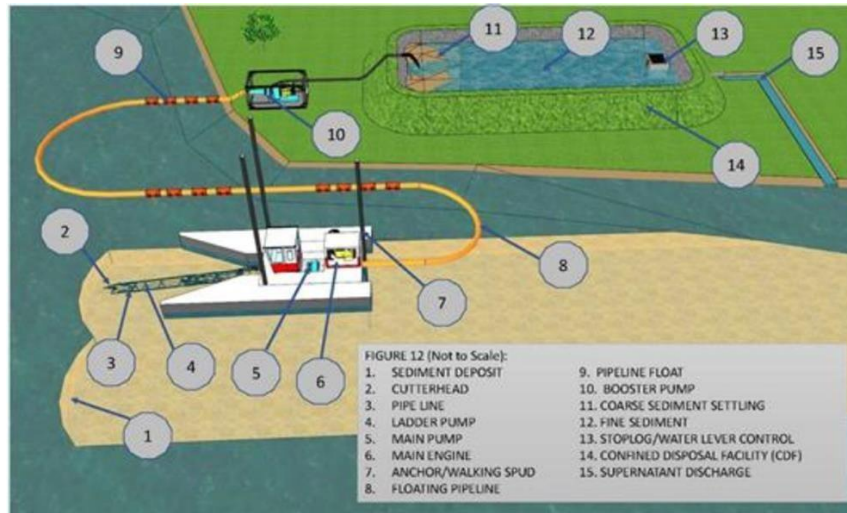 11
12
13
15
9
10
14
2
8
7
3
4
5
6
1
FIGURE 12 (Not to Scale):
1. SEDIMENT DEPOSIT
2. CUTTERHEAD
3. PIPE LINE
4. LADDER PUMP
5. MAIN PUMP
6. MAIN ENGINE
7. ANCHOR/WALKING SPUD
8. FLOATING PIPELINE
9. PIPELINE FLOAT
10. BOOSTER PUMP
11. COARSE SEDIMENT SETTLING
12. FINE SEDIMENT
13. STOPLOG/WATER LEVER CONTROL
14. CONFINED DISPOSAL FACILITY (CDF)
15. SUPERNATANT DISCHARGE